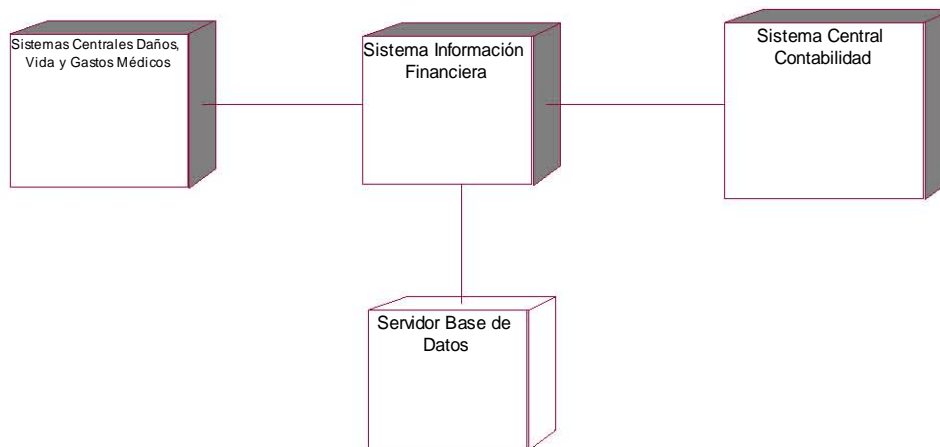 Sistemas Centrales Daños,
Vida y Gastos Médicos
Sistema Información
Financiera
Sistema Central
Contabilidad
Servidor Base de
Datos